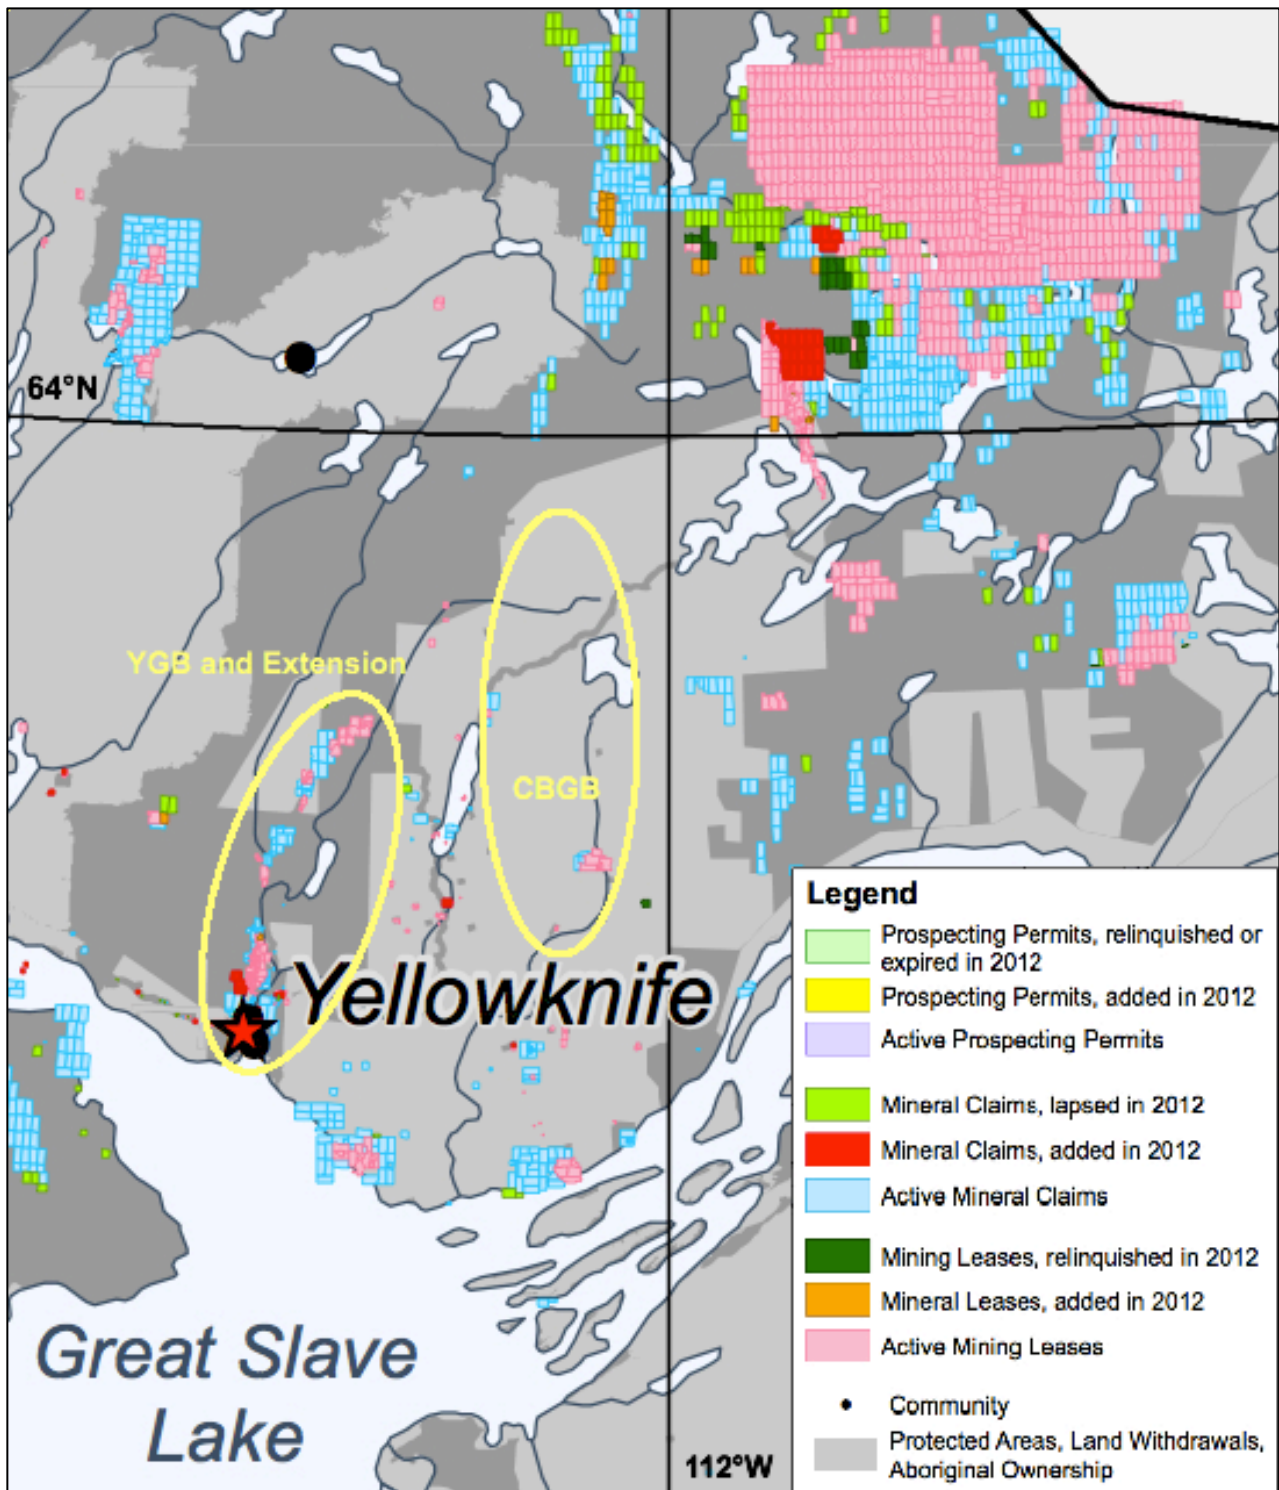 64°N
YGB and Extension
CBGB
Yellowknife
Great Slave
Lake
112°W
Legend
Prospecting Permits, relinquished or
expired in 2012
Prospecting Permits, added in 2012
Active Prospecting Permits
Mineral Claims, lapsed in 2012
Mineral Claims, added in 2012
Active Mineral Claims
Mining Leases, relinquished in 2012
Mineral Leases, added in 2012
Active Mining Leases
Community
Protected Areas, Land Withdrawals,
Aboriginal Ownership